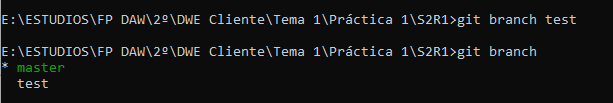 E:\ESTUDIOS\FP DAW\2º\DWE Cliente\Tema 1\Práctica 1\S2R1>git branch test
E:\ESTUDIOS\FP DAW\2º\DWE Cliente\Tema 1\Práctica 1\S2R1>git branch
* master
  test